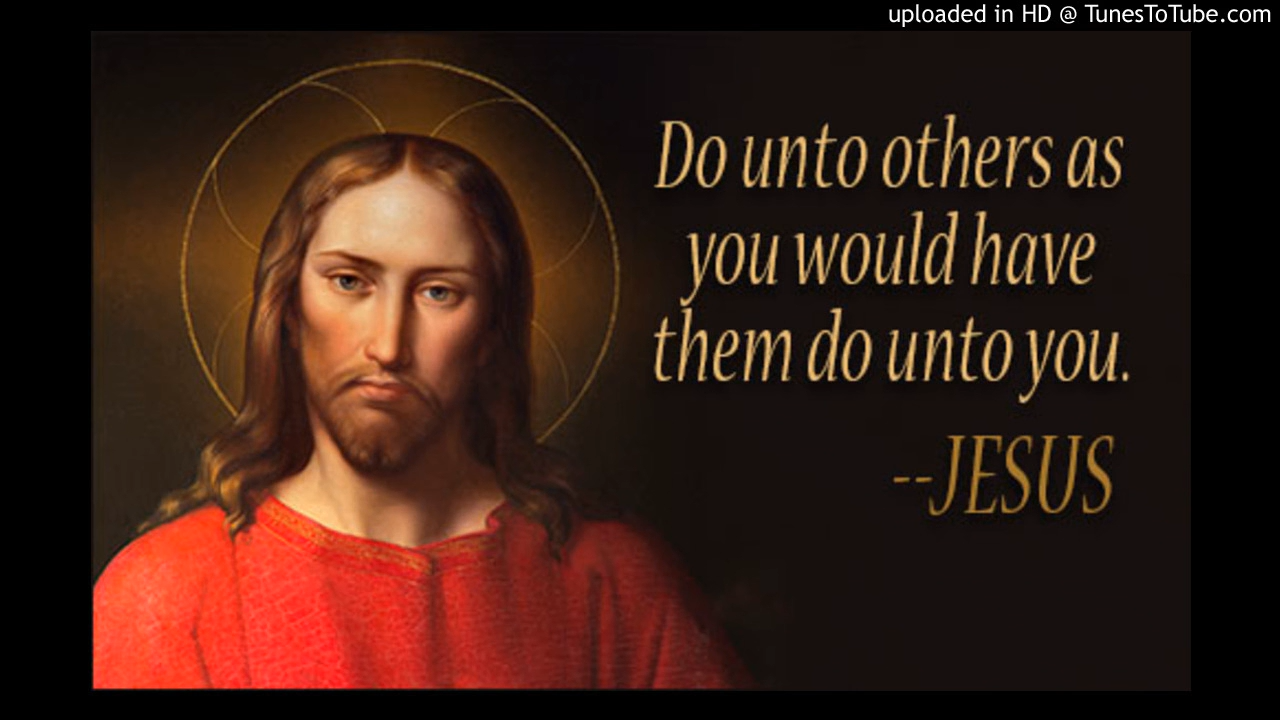 uploaded in HD @ TunesToTube.com
Do unto others as
you would have
them do unto you.
--JESUS